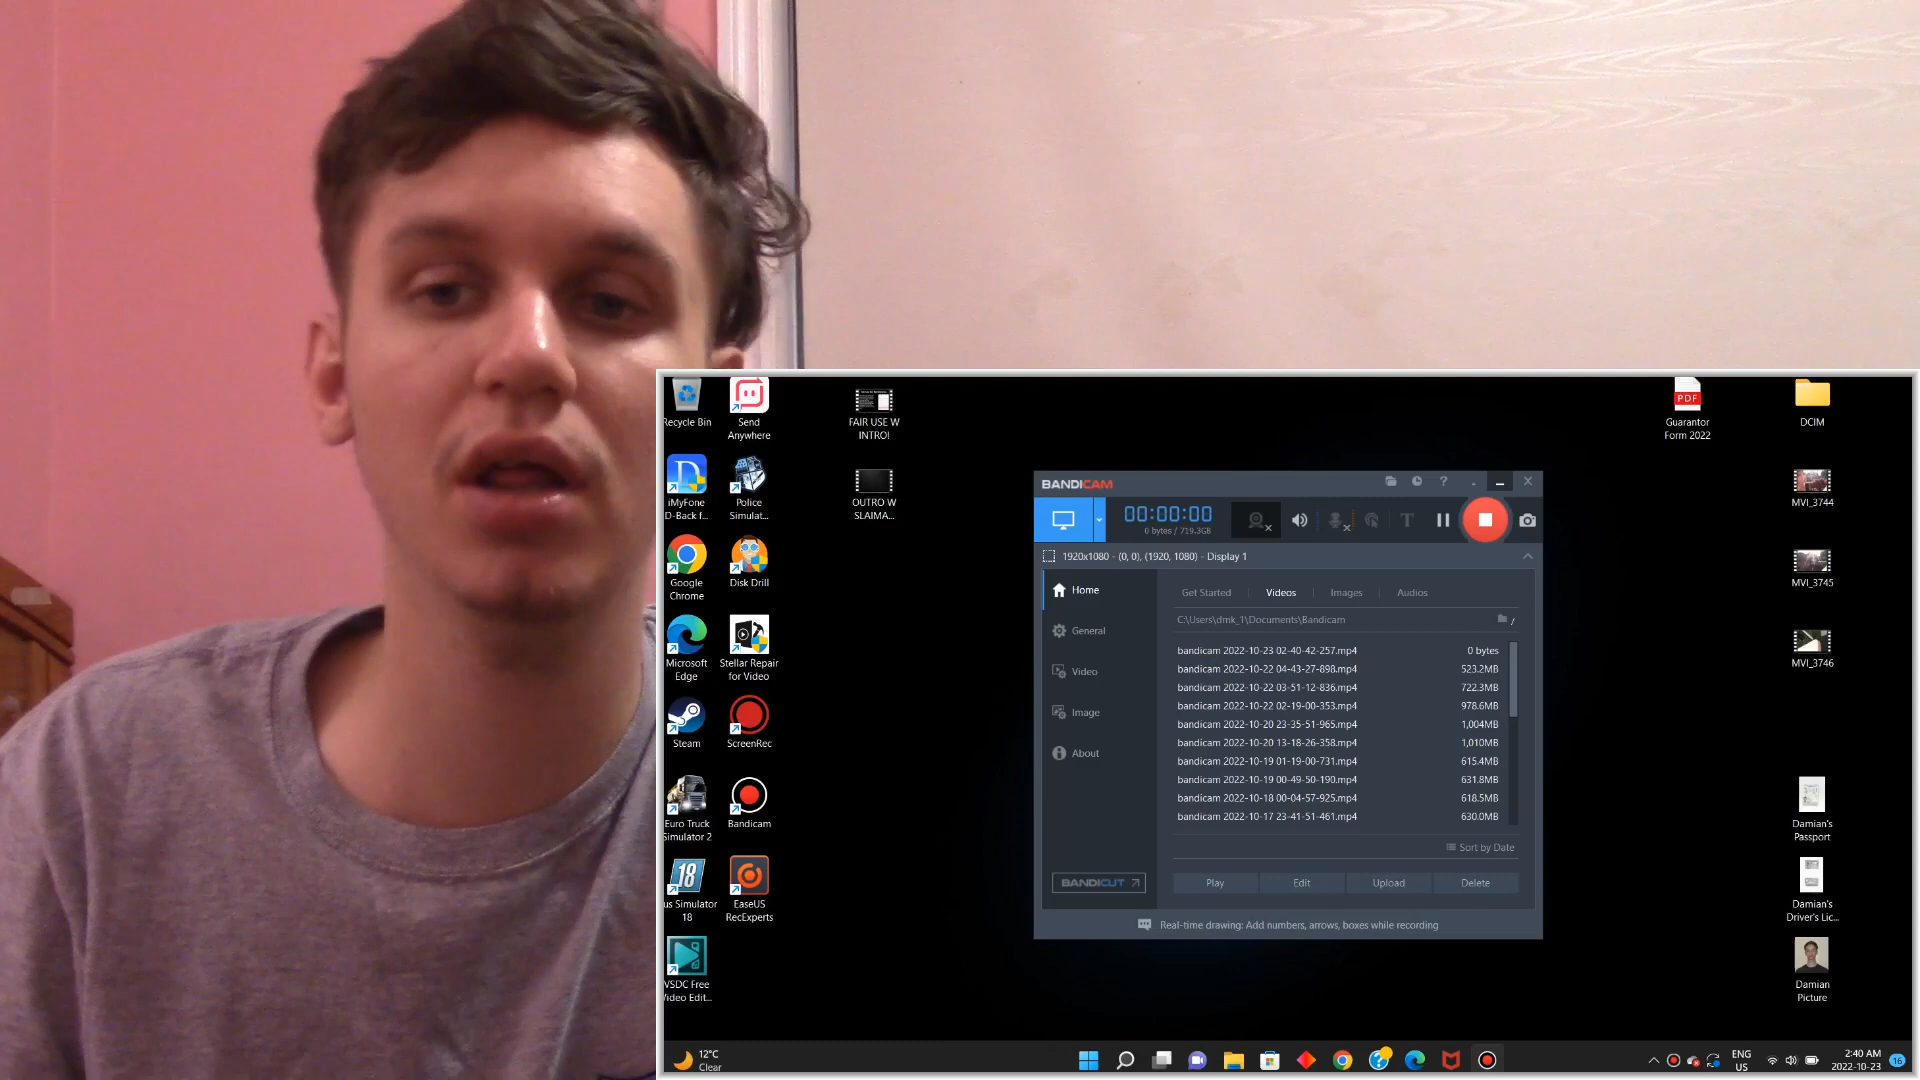 Recycle Bin
Send
Anywhere
FAIR USE W
INTRO!
PDF
Guarantor
Form 2022
DCIM
iMyFone
D-Back f...
Police
Simulat...
OUTRO W
SLAIMA...
MVI_3744
Google
Chrome
Disk Drill
MVI_3745
Microsoft
Edge
Stellar Repair
for Video
MVI_3746
Steam
ScreenRec
Euro Truck
Simulator 2
Bandicam
Damian's
Passport
18
us Simulator
18
EaseUS
RecExperts
Damian's
Driver's Lic...
VSDC Free
Video Edit...
Damian
Picture
BANDICAM
?
00:00:00
0 bytes / 719.3GB
T
1920x1080 - (0, 0), (1920, 1080) - Display 1
Home
General
Video
Image
About
BANDICUT
Get Started
Videos
Images
Audios
C:\Users\dmk_1\Documents\Bandicam
bandicam 2022-10-23 02-40-42-257.mp4 0 bytes
bandicam 2022-10-22 04-43-27-898.mp4 523.2MB
bandicam 2022-10-22 03-51-12-836.mp4 722.3MB
bandicam 2022-10-22 02-19-00-353.mp4 978.6MB
bandicam 2022-10-20 23-35-51-965.mp4 1,004MB
bandicam 2022-10-20 13-18-26-358.mp4 1,010MB
bandicam 2022-10-19 01-19-00-731.mp4 615.4MB
bandicam 2022-10-19 00-49-50-190.mp4 631.8MB
bandicam 2022-10-18 00-04-57-925.mp4 618.5MB
bandicam 2022-10-17 23-41-51-461.mp4 630.0MB
Sort by Date
Play
Edit
Upload
Delete
Real-time drawing: Add numbers, arrows, boxes while recording
12°C
Clear
ENG
US
2:40 AM
2022-10-23
16